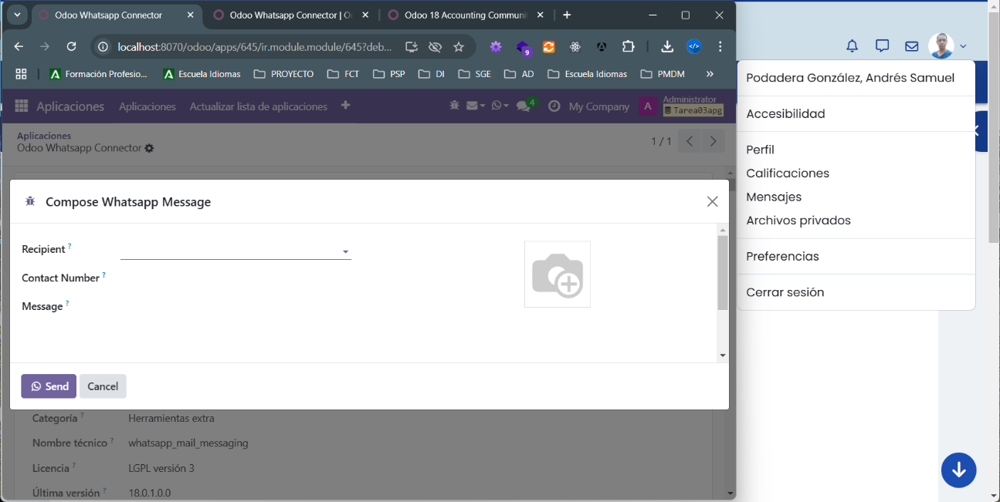 Odoo Whatsapp Connector
Odoo Whatsapp Connector | O
Odoo 18 Accounting Communi
localhost:8070/odoo/apps/645/ir.module.module/645?deb...
9
Formación Profesio...
Escuela Idiomas
PROYECTO
FCT
PSP
DI
SGE
AD
Escuela Idiomas
PMDM
»
Aplicaciones
Aplicaciones
Actualizar lista de aplicaciones
4
My Company
A
Administrator
Tarea03apg
Aplicaciones
Odoo Whatsapp Connector
1 / 1
Compose Whatsapp Message
Recipient ?
Contact Number ?
Message ?
Send
Cancel
Categoría ? Herramientas extra
Nombre técnico ? whatsapp_mail_messaging
Licencia ? LGPL versión 3
Última versión ? 18.0.1.0.0
Podadera González, Andrés Samuel
Accesibilidad
Perfil
Calificaciones
Mensajes
Archivos privados
Preferencias
Cerrar sesión